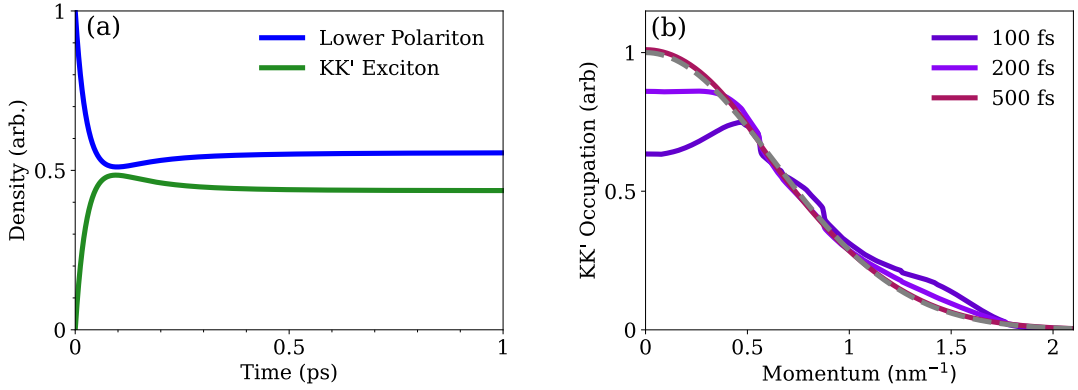 (a)
Lower Polariton
KK' Exciton
Density (arb.)
1
0.5
0
0
0.5
1
Time (ps)
(b)
100 fs
200 fs
500 fs
KK' Occupation (arb)
1
0.5
0
0
0.5
1
1.5
2
Momentum (nm⁻¹)